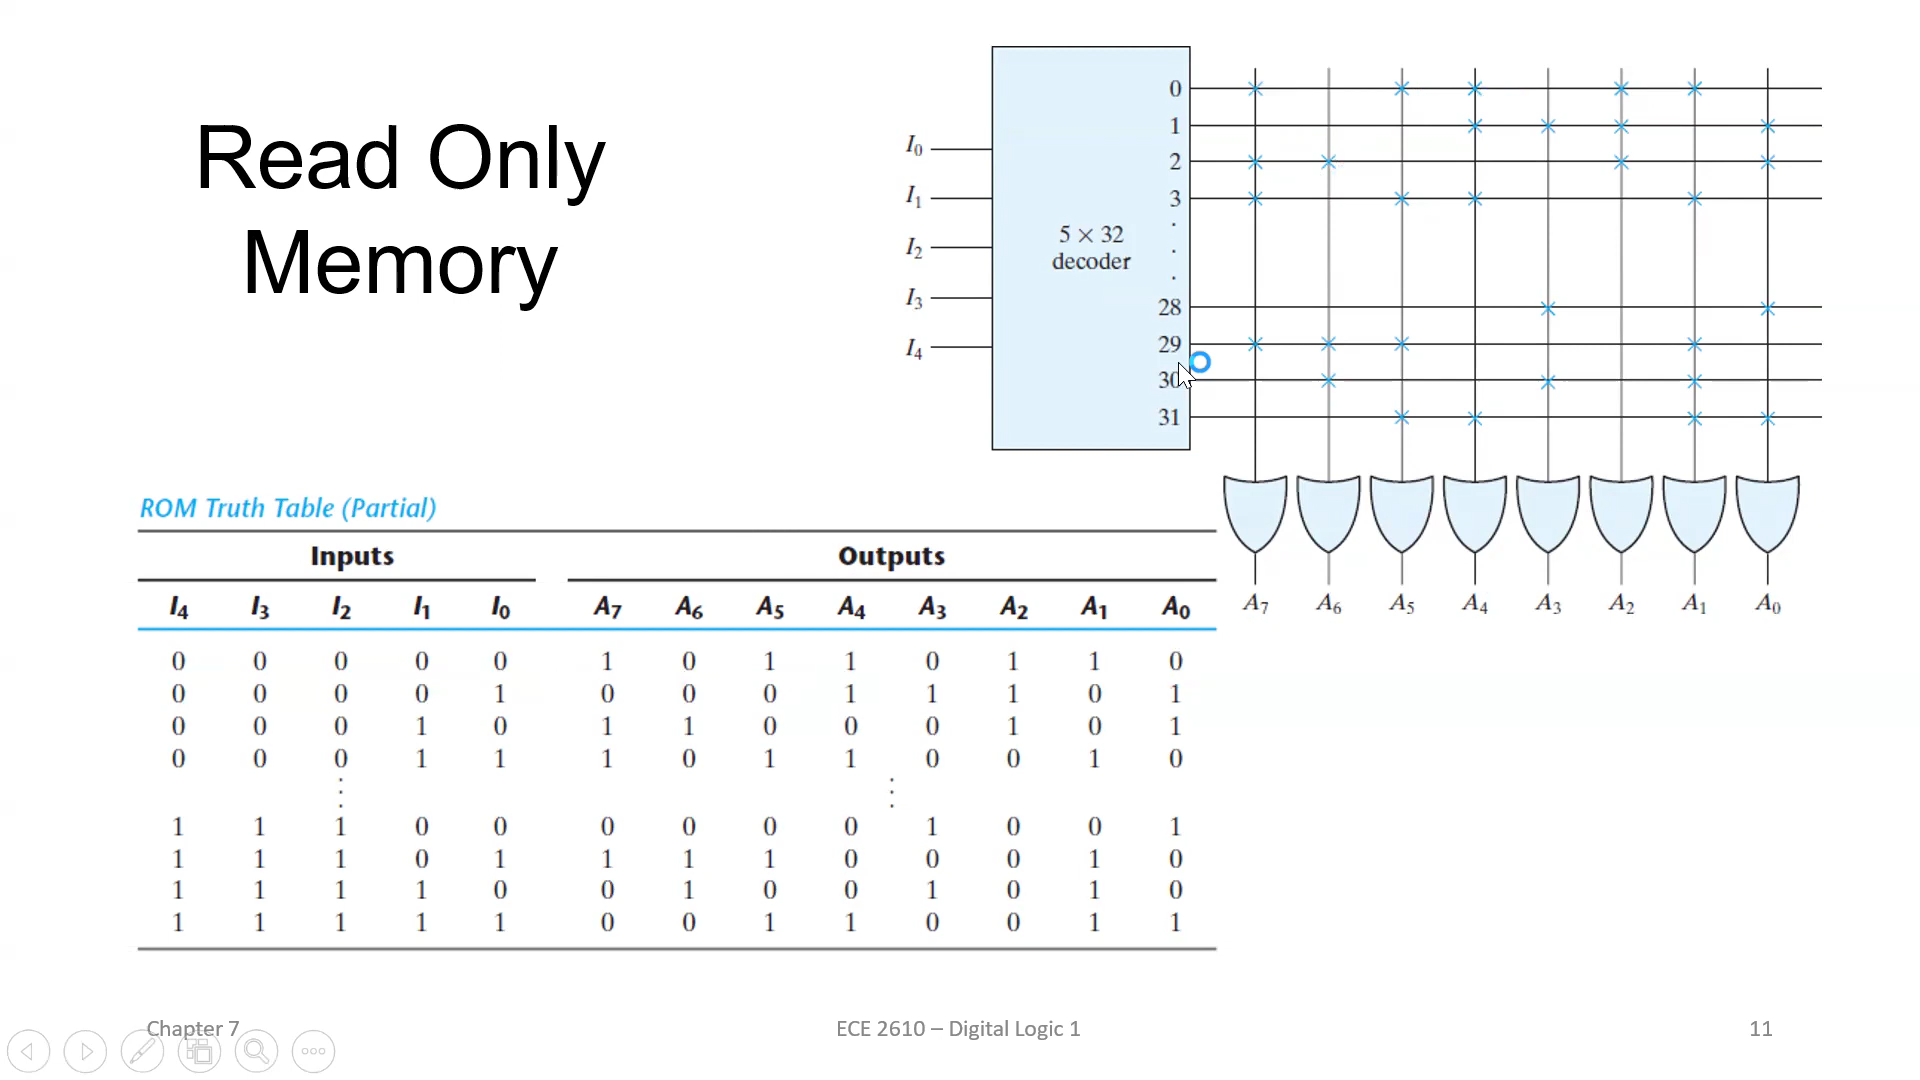 Read Only
Memory
I0
I1
I2
I3
I4
5 × 32
decoder
0
1
2
3
.
.
.
28
29
30
31
A7 A6 A5 A4 A3 A2 A1 A0
ROM Truth Table (Partial)
Inputs Outputs
I4 I3 I2 I1 I0 A7 A6 A5 A4 A3 A2 A1 A0
0 0 0 0 0 1 0 1 1 0 1 1 0
0 0 0 0 1 0 0 0 1 1 1 0 1
0 0 0 1 0 1 1 0 0 0 1 0 1
0 0 0 1 1 1 0 1 1 0 0 1 0
⋮ ⋮
1 1 1 0 0 0 0 0 0 1 0 0 1
1 1 1 0 1 1 1 1 0 0 0 1 0
1 1 1 1 0 0 1 0 0 1 0 1 0
1 1 1 1 1 0 0 1 1 0 0 1 1
Chapter 7 ECE 2610 – Digital Logic 1 11